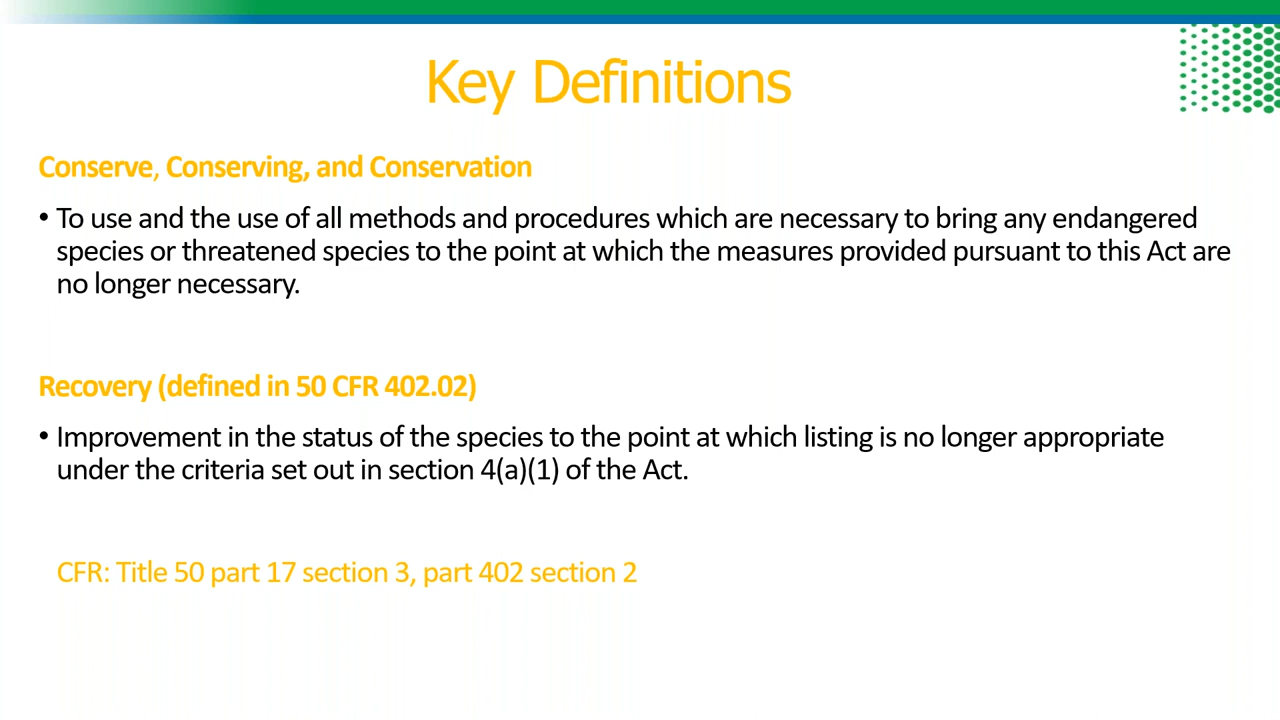 Key Definitions
Conserve, Conserving, and Conservation
• To use and the use of all methods and procedures which are necessary to bring any endangered
species or threatened species to the point at which the measures provided pursuant to this Act are
no longer necessary.
Recovery (defined in 50 CFR 402.02)
• Improvement in the status of the species to the point at which listing is no longer appropriate
under the criteria set out in section 4(a)(1) of the Act.
CFR: Title 50 part 17 section 3, part 402 section 2